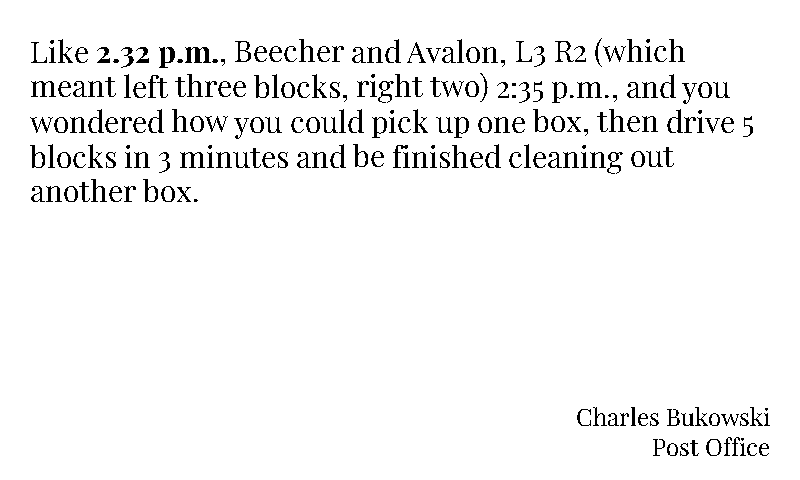 Like 2.32 p.m., Beecher and Avalon, L3 R2 (which
meant left three blocks, right two) 2:35 p.m., and you
wondered how you could pick up one box, then drive 5
blocks in 3 minutes and be finished cleaning out
another box.
Charles Bukowski
Post Office